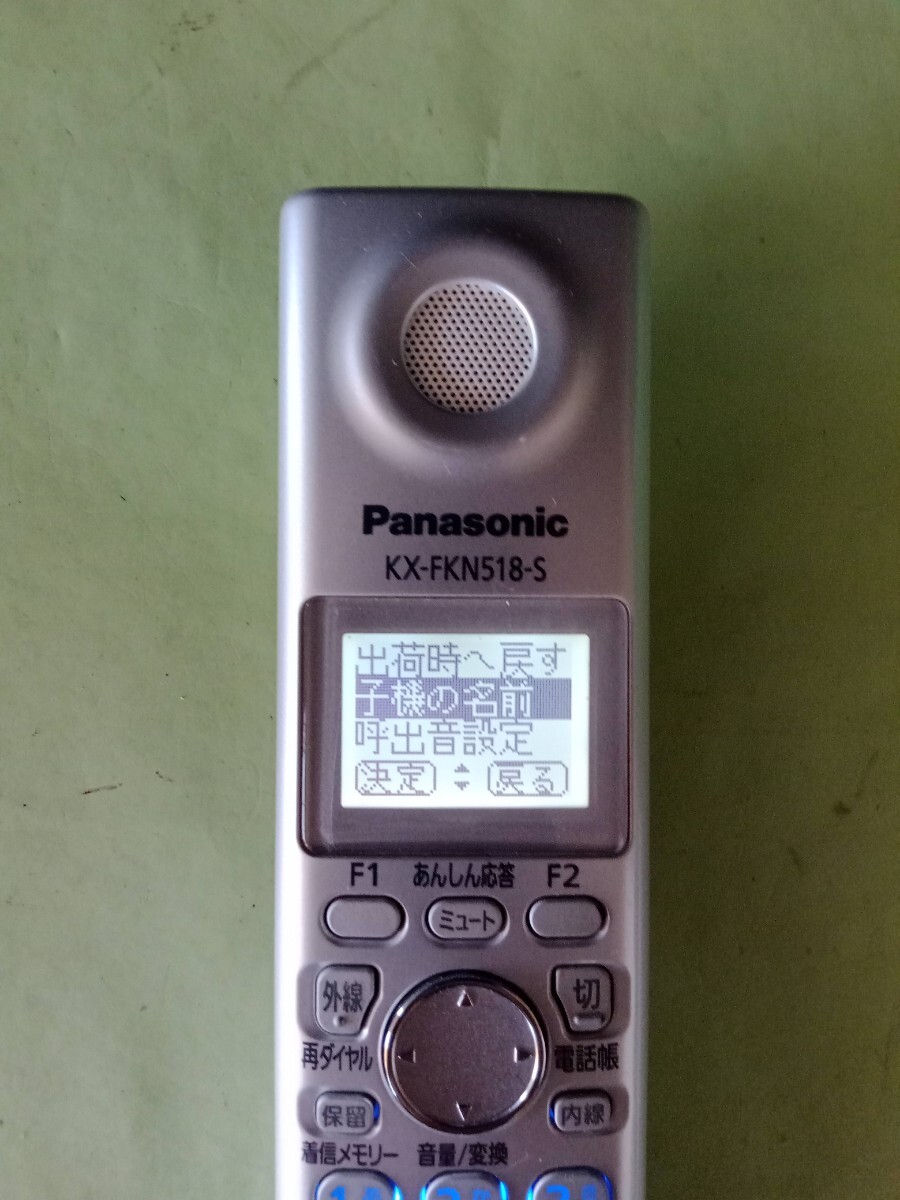 Panasonic
KX-FKN518-S
出荷時へ戻す
子機の名前
呼出音設定
決定 戻る
F1 あんしん応答 F2
ミュート
外線 切
再ダイヤル 電話帳
保留 内線
着信メモリー 音量/変換
1 2 3